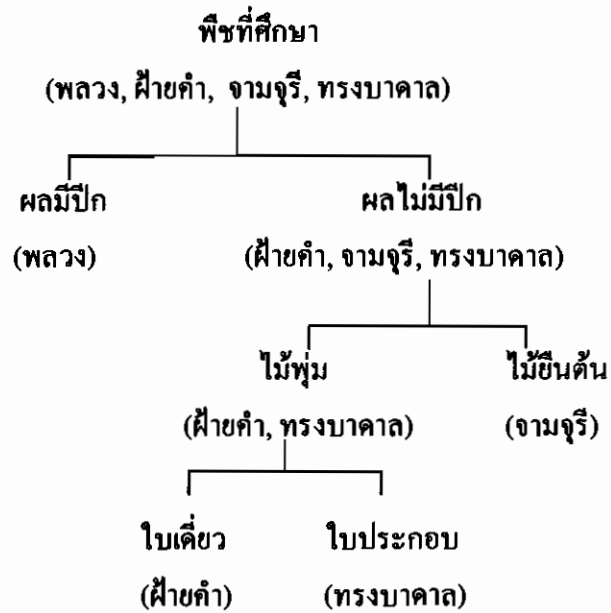 พืชที่ศึกษา
(พลวง, ฝ้ายคำ, จามจุรี, ทรงบาดาล)
ผลมีปีก
ผลไม่มีปีก
(พลวง)
(ฝ้ายคำ, จามจุรี, ทรงบาดาล)
ไม้พุ่ม
ไม้ยืนต้น
(ฝ้ายคำ, ทรงบาดาล)
(จามจุรี)
ใบเดี่ยว
ใบประกอบ
(ฝ้ายคำ)
(ทรงบาดาล)